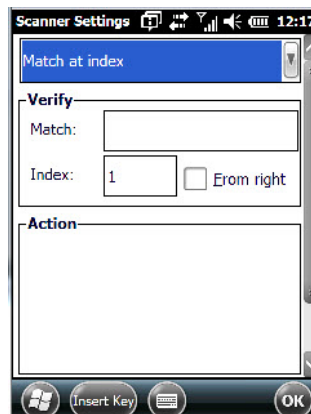 Scanner Settings 12:17
Match at index
Verify
Match:
Index: 1 From right
Action
Insert Key OK